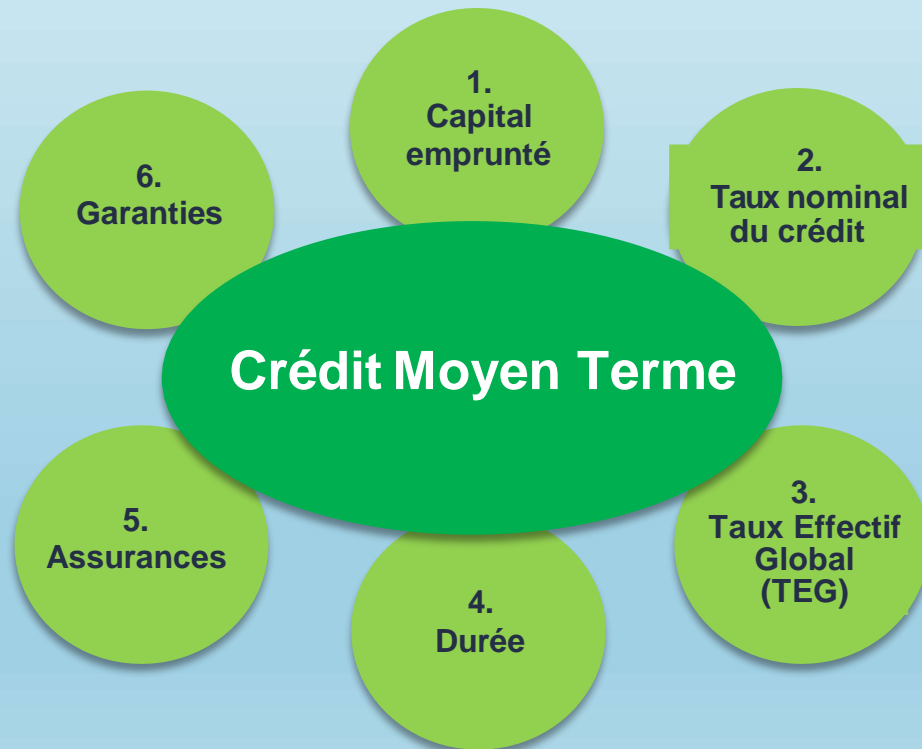 1.
Capital
emprunté
2.
Taux nominal
du crédit
3.
Taux Effectif
Global
(TEG)
4.
Durée
5.
Assurances
6.
Garanties
Crédit Moyen Terme